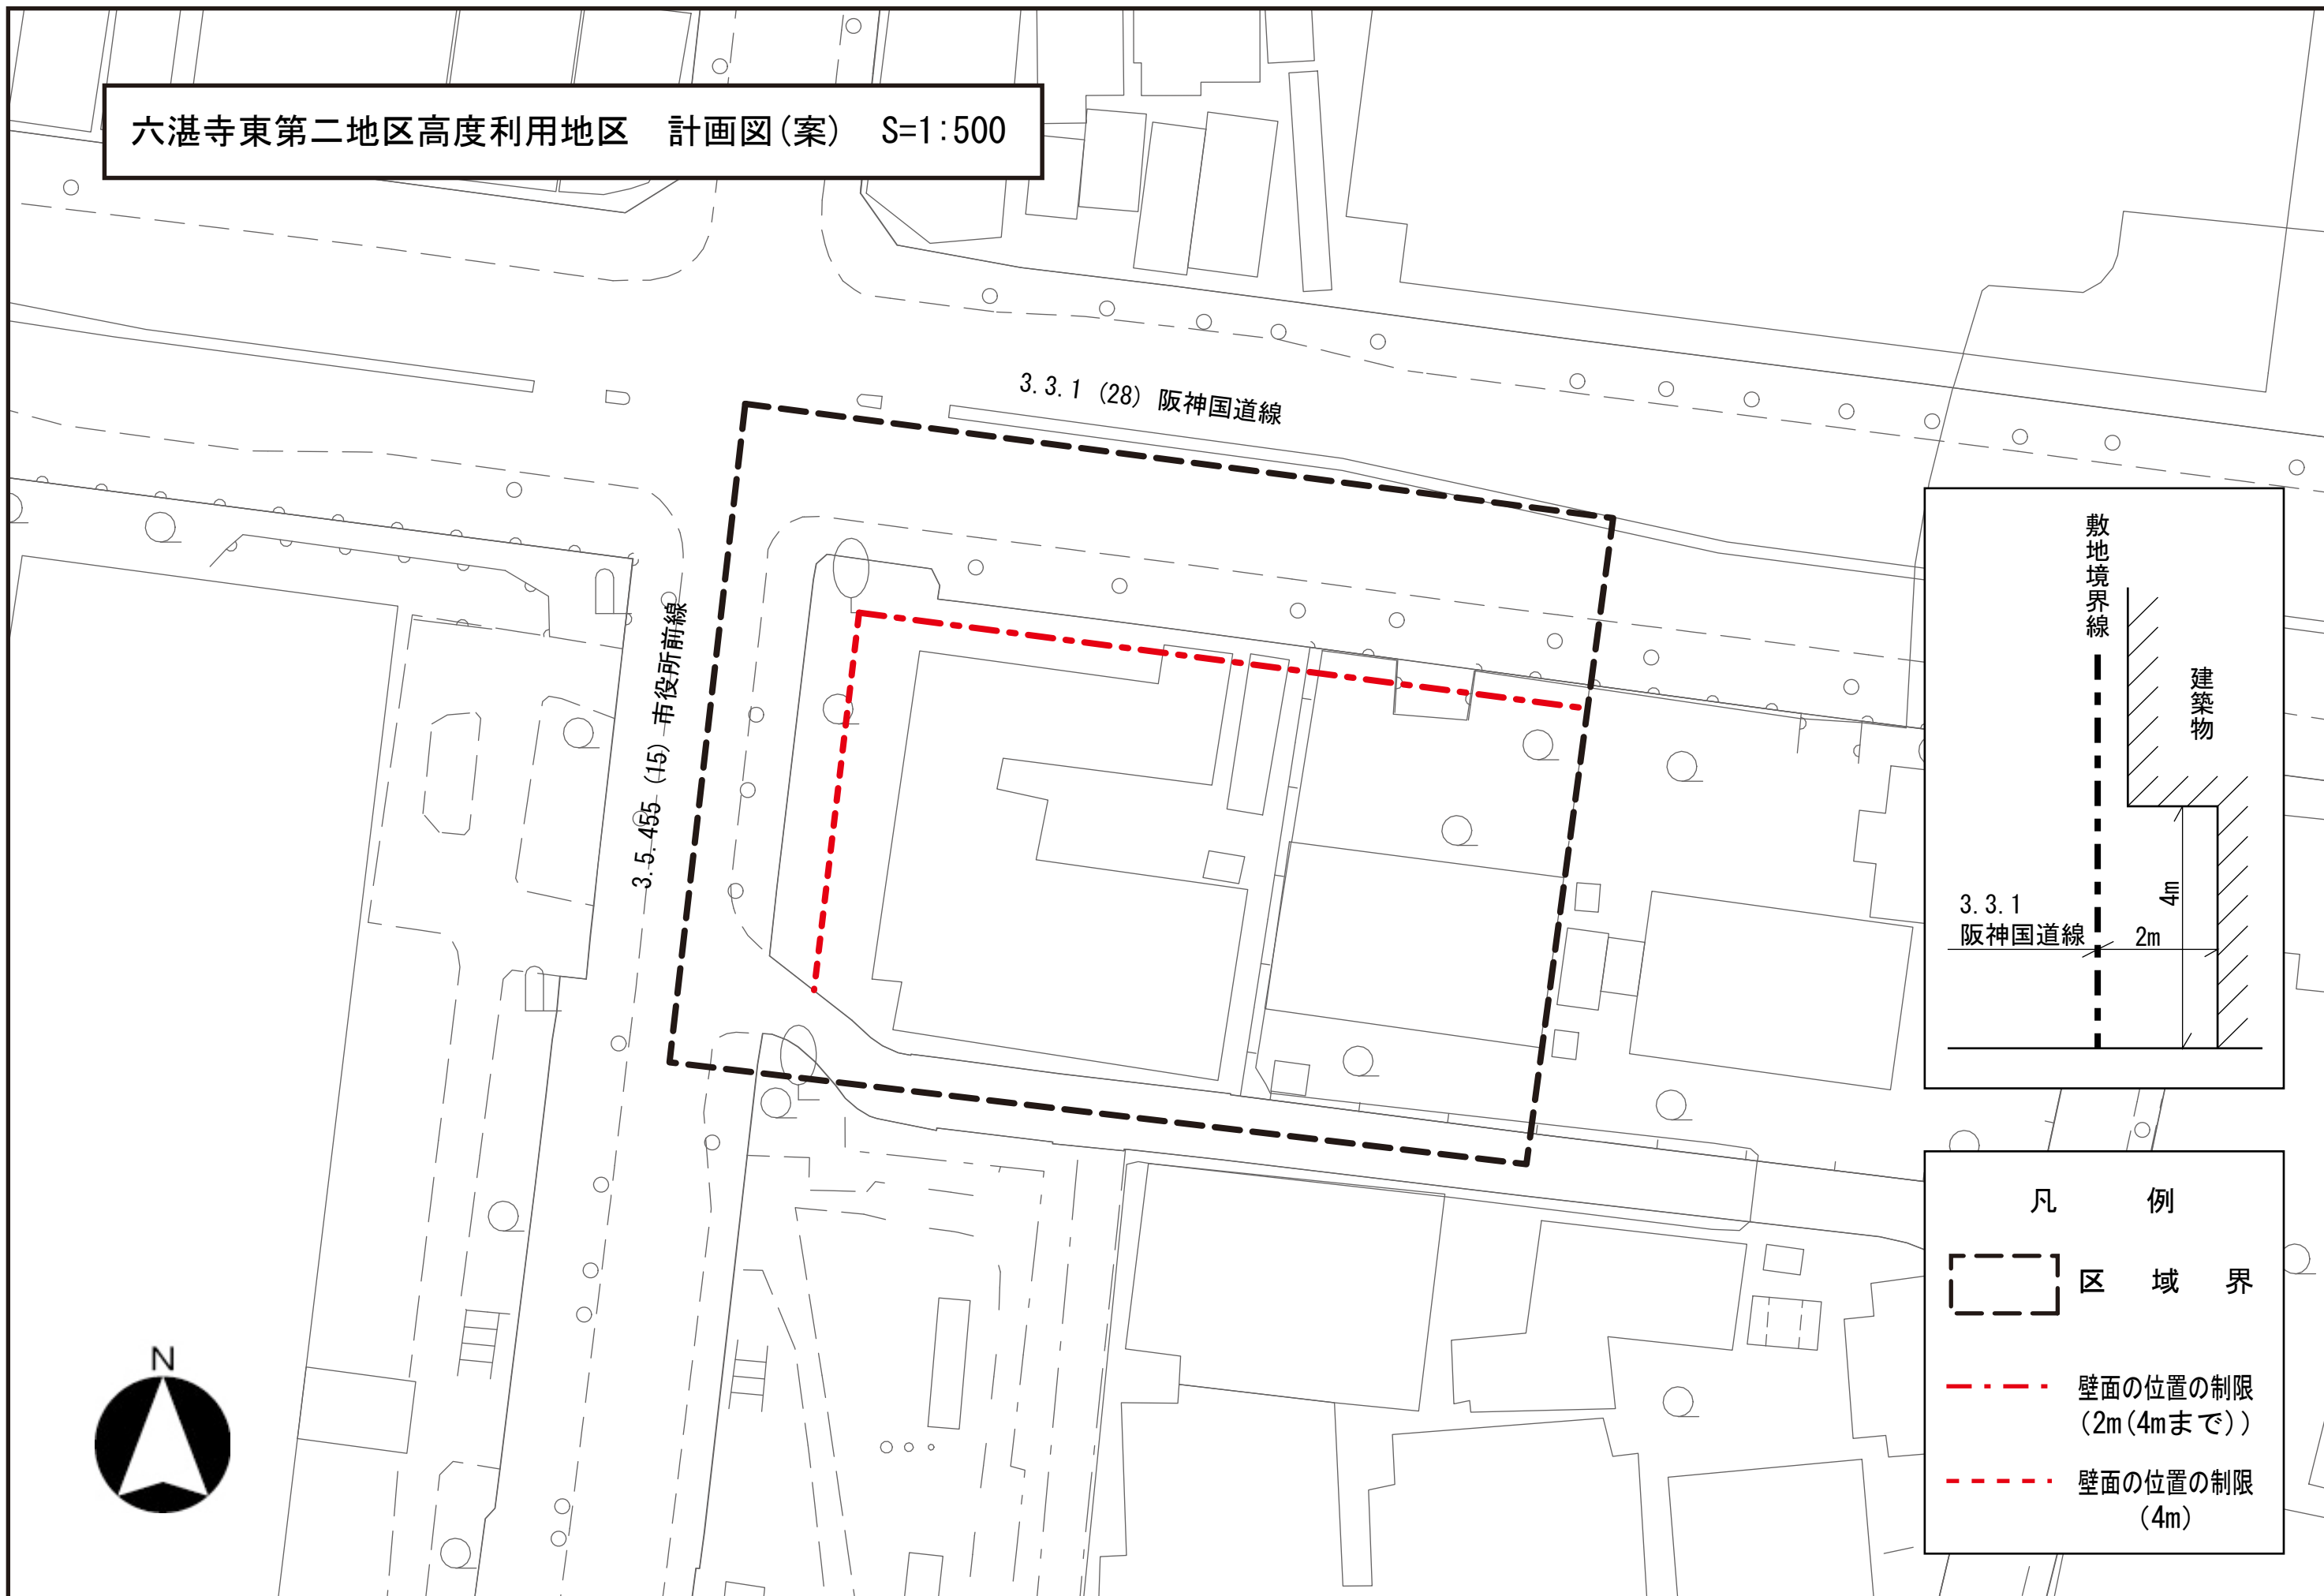 六湛寺東第二地区高度利用地区　計画図(案)　S=1:500
3.3.1 (28) 阪神国道線
3.5.455 (15) 市役所前線
敷地境界線
建築物
4m
3.3.1
阪神国道線
2m
凡　例
区　域　界
壁面の位置の制限
(2m(4mまで))
壁面の位置の制限
(4m)
N